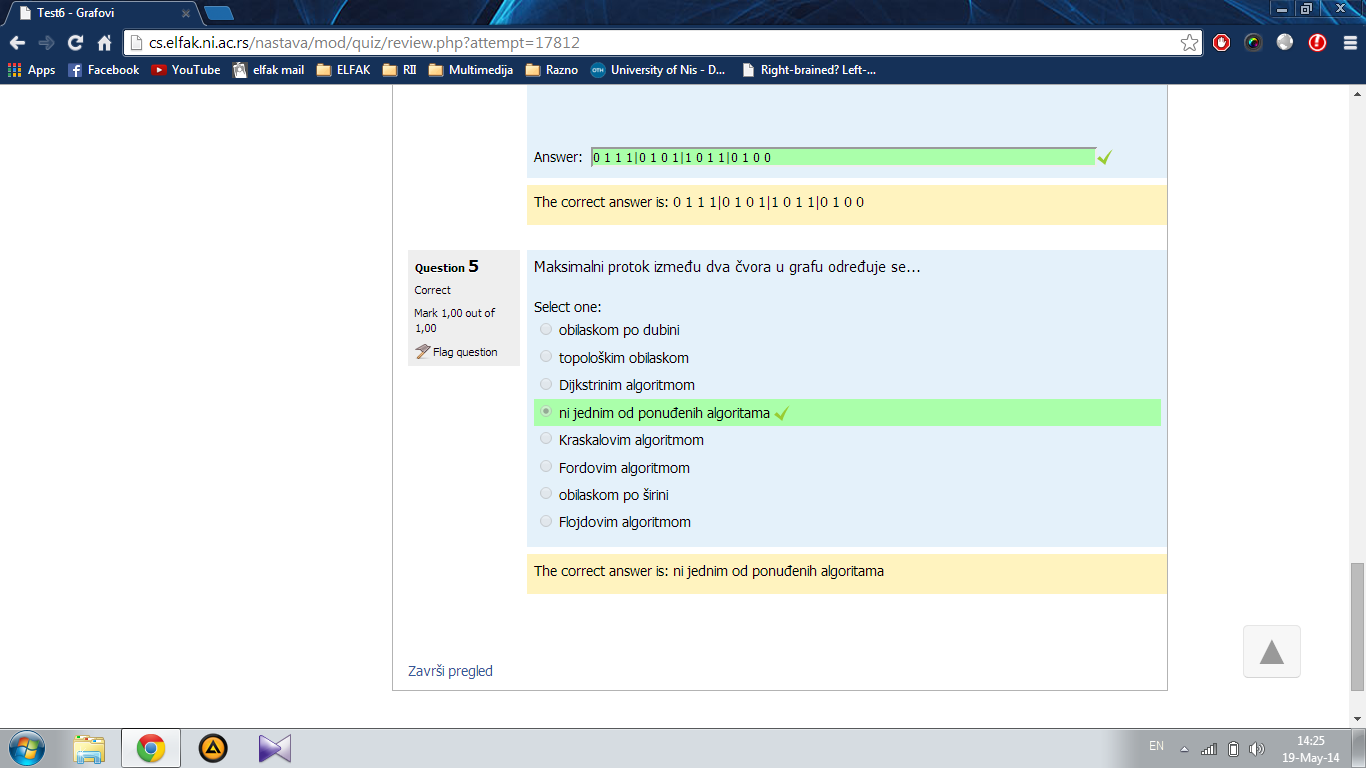 Test6 - Grafovi
cs.elfak.ni.ac.rs/nastava/mod/quiz/review.php?attempt=17812
Apps Facebook YouTube elfak mail ELFAK RII Multimedija Razno University of Nis - D... Right-brained? Left-...
Answer: 0 1 1 1|0 1 0 1|1 0 1 1|0 1 0 0
The correct answer is: 0 1 1 1|0 1 0 1|1 0 1 1|0 1 0 0
Question 5
Correct
Mark 1,00 out of
1,00
Flag question
Maksimalni protok između dva čvora u grafu određuje se...
Select one:
obilaskom po dubini
topološkim obilaskom
Dijkstrinim algoritmom
ni jednim od ponuđenih algoritama
Kraskalovim algoritmom
Fordovim algoritmom
obilaskom po širini
Flojdovim algoritmom
The correct answer is: ni jednim od ponuđenih algoritama
Završi pregled
EN
14:25
19-May-14